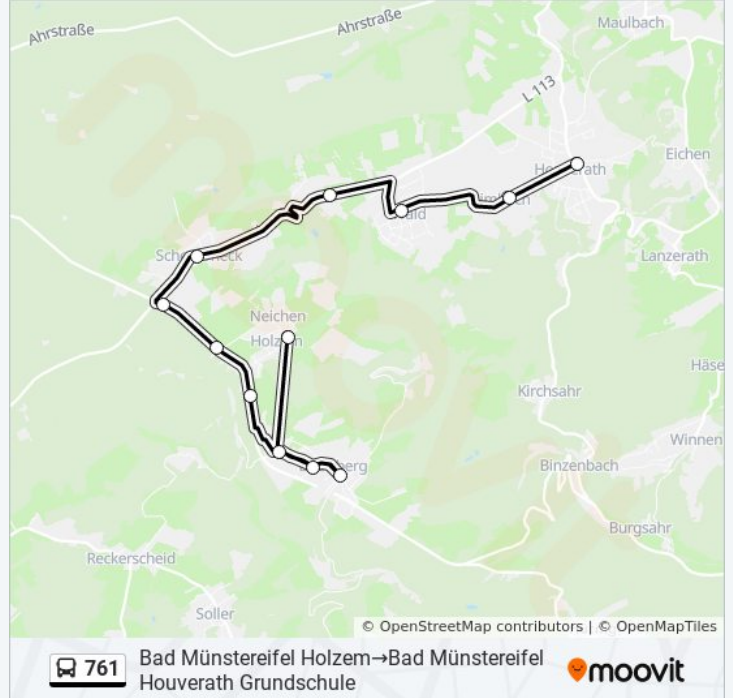 Maulbach
Ahrstraße
Ahrstraße
L 113
Eichen
Lanzerath
Neichen
Kirchsahr
Winnen
Binzenbach
Burgsahr
Reckerscheid
Soller
© OpenStreetMap contributors | © OpenMapTiles
761
Bad Münstereifel Holzem→Bad Münstereifel
Houverath Grundschule
moovit